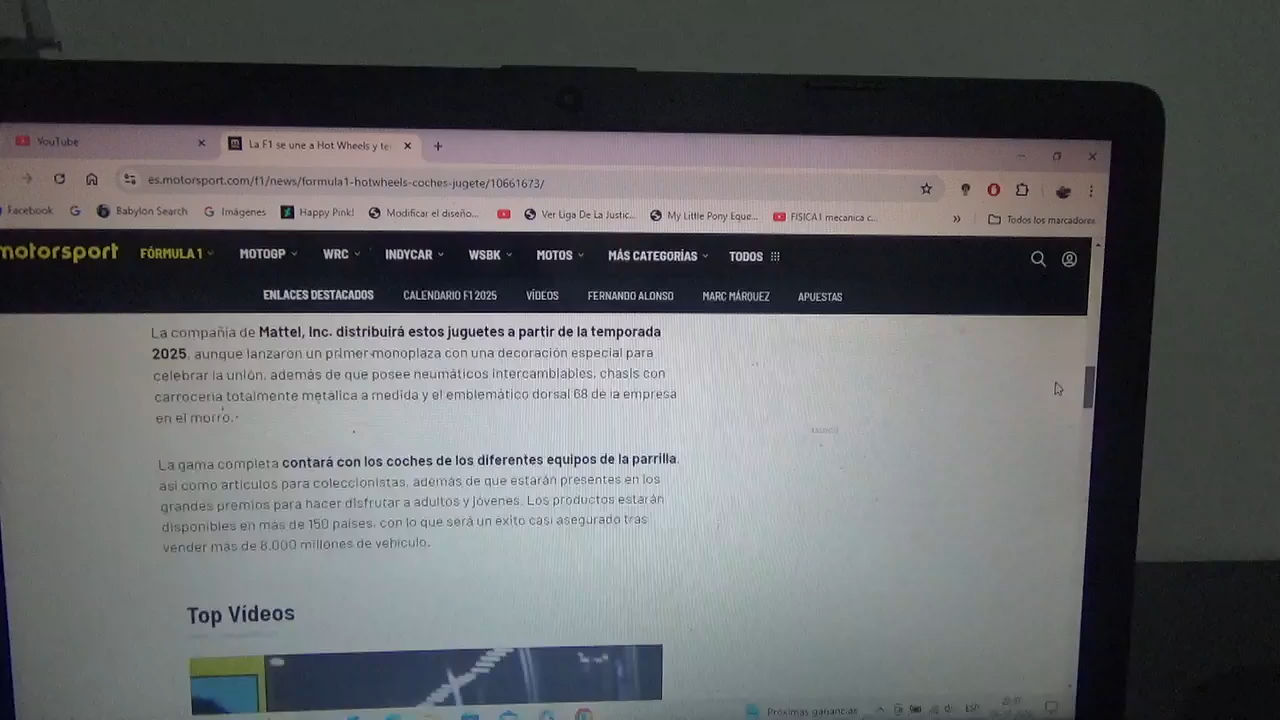 YouTube
La F1 se une a Hot Wheels y te
es.motorsport.com/f1/news/formula1-hotwheels-coches-jugete/10661673/
Facebook
Babylon Search
Imágenes
Happy Pink!
Modificar el diseño...
Ver Liga De La Justic...
My Little Pony Eque...
FISICA I mecanica c...
»
Todos los marcadores
motorsport
FÓRMULA 1
MOTOGP
WRC
INDYCAR
WSBK
MOTOS
MÁS CATEGORÍAS
TODOS
ENLACES DESTACADOS
CALENDARIO F1 2025
VÍDEOS
FERNANDO ALONSO
MARC MÁRQUEZ
APUESTAS
La compañía de Mattel, Inc. distribuirá estos juguetes a partir de la temporada
2025, aunque lanzaron un primer monoplaza con una decoración especial para
celebrar la unión, además de que posee neumáticos intercambiables, chasis con
carrocería totalmente metálica a medida y el emblemático dorsal 68 de la empresa
en el morro.
La gama completa contará con los coches de los diferentes equipos de la parrilla,
así como artículos para coleccionistas, además de que estarán presentes en los
grandes premios para hacer disfrutar a adultos y jóvenes. Los productos estarán
disponibles en más de 150 países, con lo que será un éxito casi asegurado tras
vender más de 8.000 millones de vehículo.
Top Vídeos
Próximas ganancias
ESP